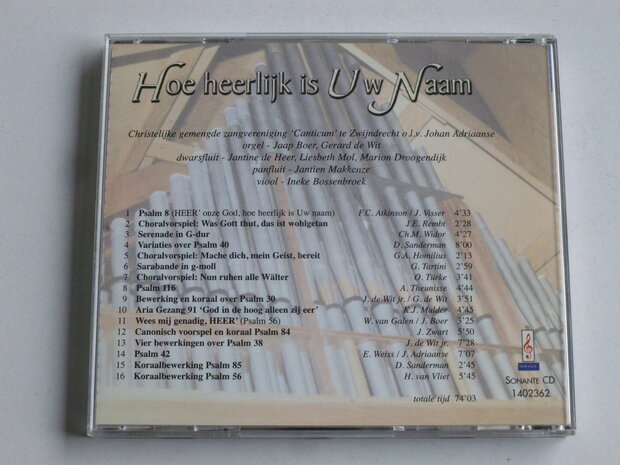 Hoe heerlijk is Uw Naam
Christelijke gemengde zangvereniging 'Canticum' te Zwijndrecht o.l.v. Johan Adriaanse
orgel - Jaap Boer, Gerard de Wit
dwarsfluit - Jantine de Heer, Liesbeth Mol, Marion Droogendijk
panfluit - Jantien Makkenze
viool - Ineke Bossenbroek
1 Psalm 8 (HEER' onze God, hoe heerlijk is Uw naam) F.C. Atkinson / J. Visser 4'33
2 Choralvorspiel: Was Gott thut, das ist wohlgetan J.E. Rembt 2'28
3 Serenade in G-dur Ch.M. Widor 4'27
4 Variaties over Psalm 40 D. Sanderman 8'00
5 Choralvorspiel: Mache dich, mein Geist, bereit G.A. Homilius 2'13
6 Sarabande in g-moll G. Tartini 2'59
7 Choralvorspiel: Nun ruhen alle Wälter O. Türke 3'41
8 Psalm 116 A. Theunisse 4'44
9 Bewerking en koraal over Psalm 30 J. de Wit jr. / G. de Wit 3'51
10 Aria Gezang 91 'God in de hoog alleen zij eer' K.J. Mulder 4'45
11 Wees mij genadig, HEER' (Psalm 56) W. van Galen / J. Boer 3'25
12 Canonisch voorspel en koraal Psalm 84 J. Zwart 5'50
13 Vier bewerkingen over Psalm 38 J. de Wit jr. 7'28
14 Psalm 42 E. Weiss / J. Adriaanse 7'07
15 Koraalbewerking Psalm 85 D. Sanderman 2'45
16 Koraalbewerking Psalm 56 H. van Vliet 5'45
totale tijd 74'03
SONANTE CD
1402362